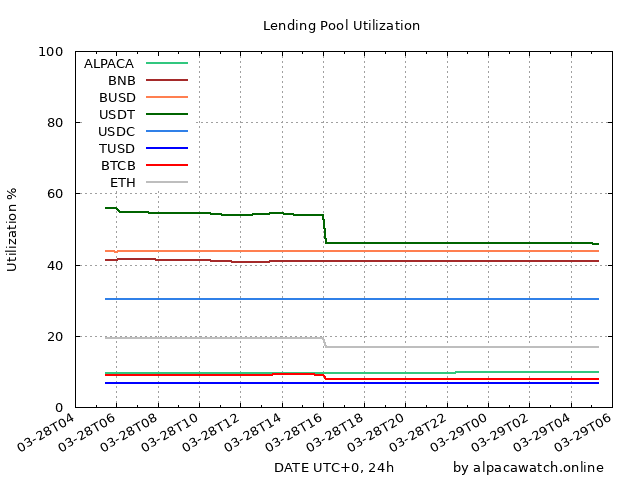 Lending Pool Utilization
100
80
60
40
20
0
Utilization %
ALPACA
BNB
BUSD
USDT
USDC
TUSD
BTCB
ETH
03-28T04
03-28T06
03-28T08
03-28T10
03-28T12
03-28T14
03-28T16
03-28T18
03-28T20
03-28T22
03-29T00
03-29T02
03-29T04
03-29T06
DATE UTC+0, 24h
by alpacawatch.online